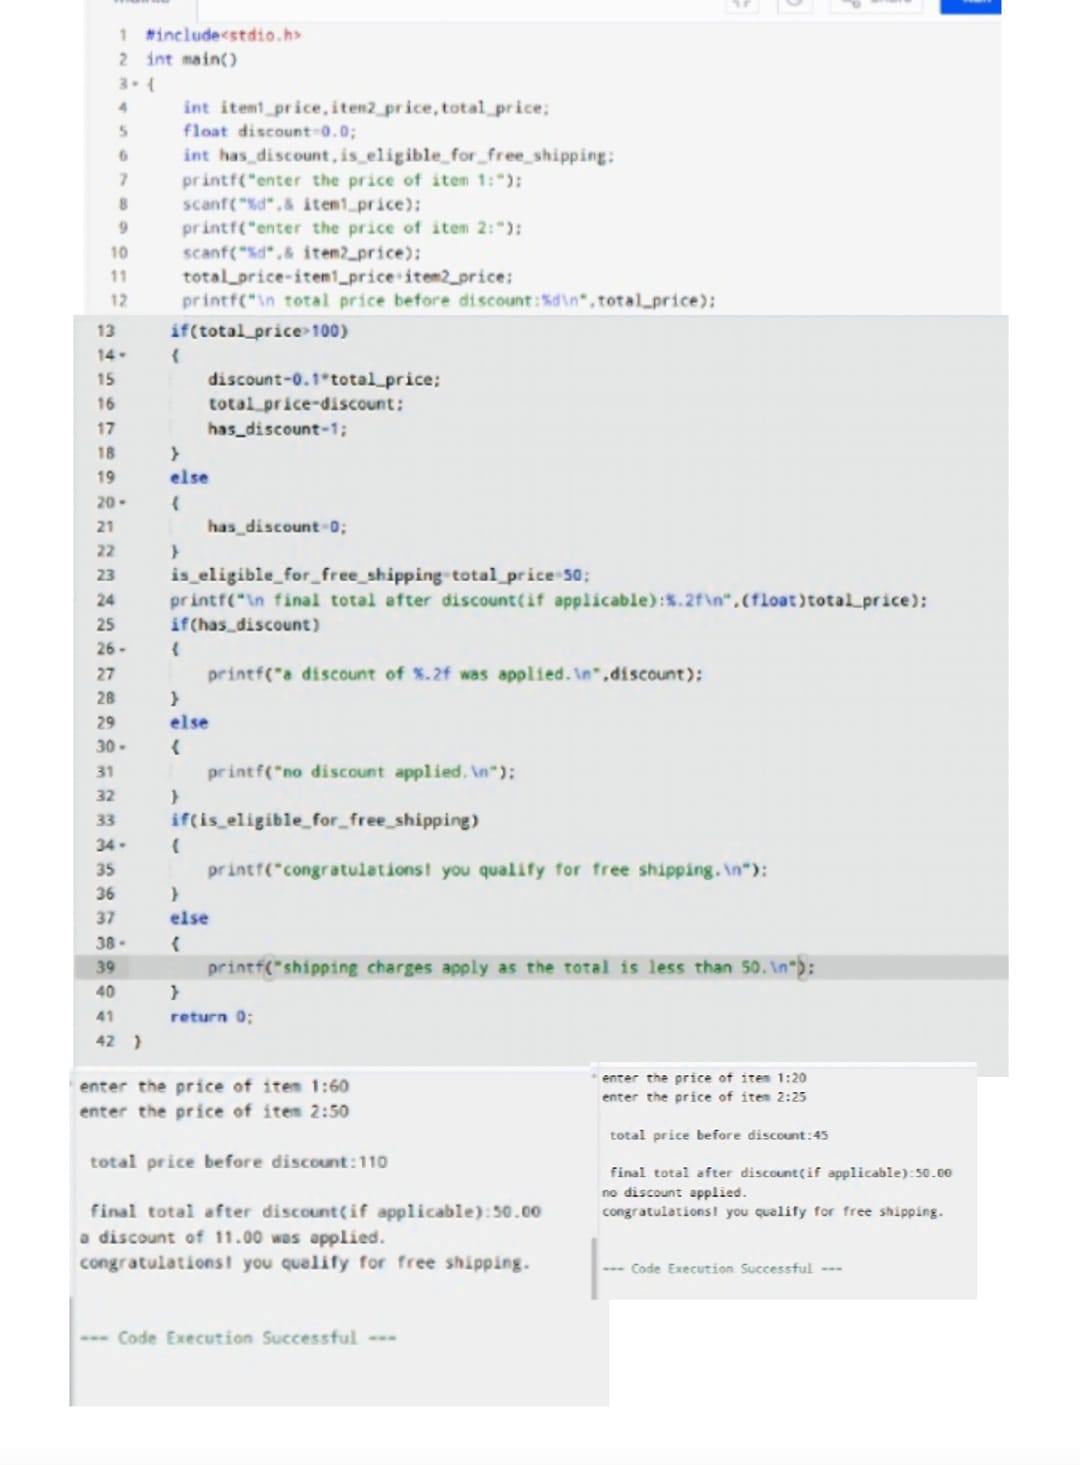 1 #include<stdio.h>
2 int main()
3 {
4 int item1_price,item2_price,total_price;
5 float discount=0.0;
6 int has_discount,is_eligible_for_free_shipping;
7 printf("enter the price of item 1:");
8 scanf("%d",& item1_price);
9 printf("enter the price of item 2:");
10 scanf("%d",& item2_price);
11 total_price=item1_price+item2_price;
12 printf("\n total price before discount:%d\n",total_price);
13 if(total_price>100)
14 {
15 discount=0.1*total_price;
16 total_price=discount;
17 has_discount=1;
18 }
19 else
20 {
21 has_discount=0;
22 }
23 is_eligible_for_free_shipping=total_price=50;
24 printf("\n final total after discount(if applicable):%.2f\n",(float)total_price);
25 if(has_discount)
26 {
27 printf("a discount of %.2f was applied.\n",discount);
28 }
29 else
30 {
31 printf("no discount applied.\n");
32 }
33 if(is_eligible_for_free_shipping)
34 {
35 printf("congratulations! you qualify for free shipping.\n");
36 }
37 else
38 {
39 printf("shipping charges apply as the total is less than 50.\n");
40 }
41 return 0;
42 }
enter the price of item 1:60
enter the price of item 2:50
total price before discount:110
final total after discount(if applicable):50.00
a discount of 11.00 was applied.
congratulations! you qualify for free shipping.
--- Code Execution Successful ---
enter the price of item 1:20
enter the price of item 2:25
total price before discount:45
final total after discount(if applicable):50.00
no discount applied.
congratulations! you qualify for free shipping.
--- Code Execution Successful ---